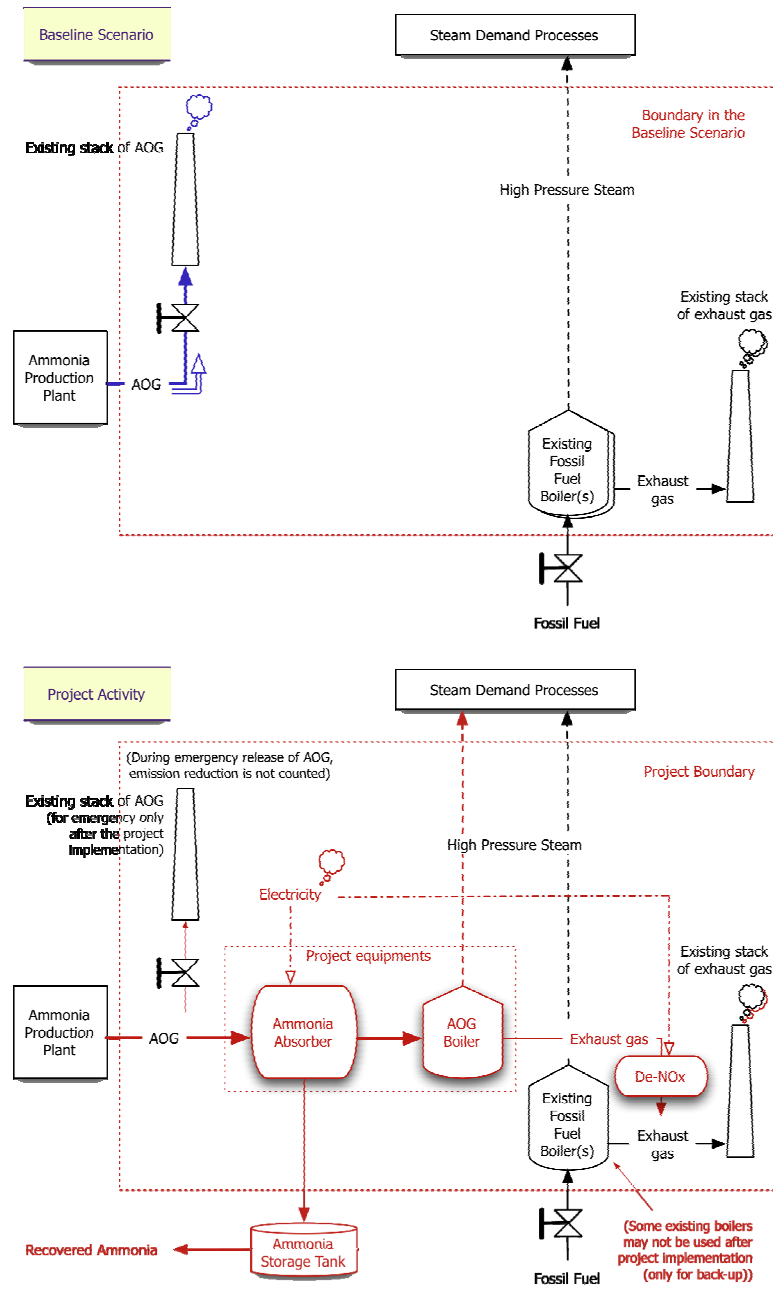 Baseline Scenario
Steam Demand Processes
Boundary in the
Baseline Scenario
Existing stack of AOG
High Pressure Steam
Existing stack
of exhaust gas
Ammonia
Production
Plant
AOG
Existing
Fossil
Fuel
Boiler(s)
Exhaust
gas
Fossil Fuel
Project Activity
Steam Demand Processes
(During emergency release of AOG,
emission reduction is not counted)
Project Boundary
Existing stack of AOG
(for emergency only
after the project
Implementation)
High Pressure Steam
Electricity
Existing stack
of exhaust gas
Project equipments
Ammonia
Production
Plant
AOG
Ammonia
Absorber
AOG
Boiler
Exhaust gas
De-NOx
Existing
Fossil
Fuel
Boiler(s)
Exhaust
gas
Recovered Ammonia
Ammonia
Storage Tank
Fossil Fuel
(Some existing boilers
may not be used after
project implementation
(only for back-up))